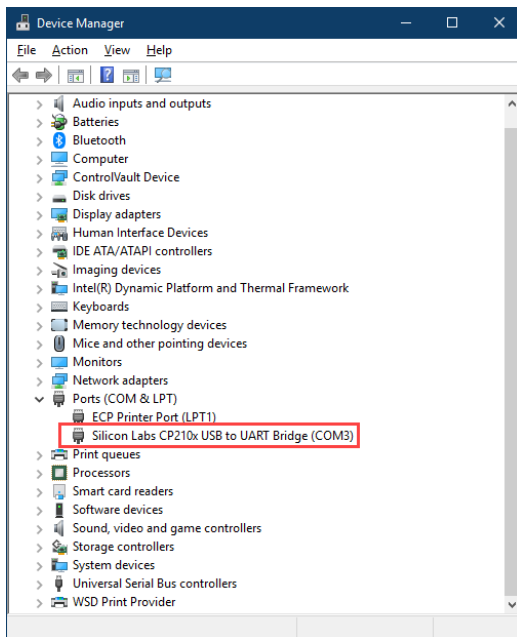 Device Manager
File Action View Help
Audio inputs and outputs
Batteries
Bluetooth
Computer
ControlVault Device
Disk drives
Display adapters
Human Interface Devices
IDE ATA/ATAPI controllers
Imaging devices
Intel(R) Dynamic Platform and Thermal Framework
Keyboards
Memory technology devices
Mice and other pointing devices
Monitors
Network adapters
Ports (COM & LPT)
ECP Printer Port (LPT1)
Silicon Labs CP210x USB to UART Bridge (COM3)
Print queues
Processors
Smart card readers
Software devices
Sound, video and game controllers
Storage controllers
System devices
Universal Serial Bus controllers
WSD Print Provider